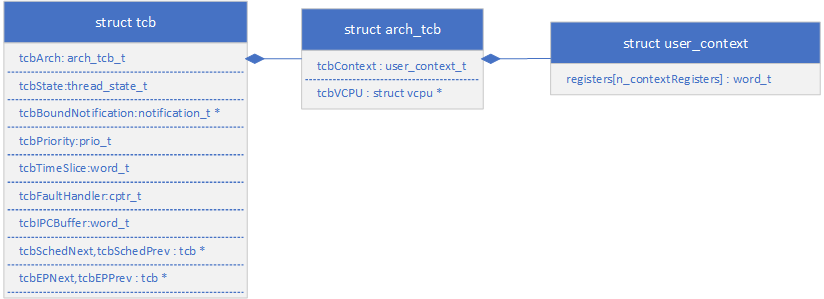 struct tcb
tcbArch: arch_tcb_t
tcbState:thread_state_t
tcbBoundNotification:notification_t *
tcbPriority:prio_t
tcbTimeSlice:word_t
tcbFaultHandler:cptr_t
tcbIPCBuffer:word_t
tcbSchedNext,tcbSchedPrev : tcb *
tcbEPNext,tcbEPPrev : tcb *
struct arch_tcb
tcbContext : user_context_t
tcbVCPU : struct vcpu *
struct user_context
registers[n_contextRegisters] : word_t